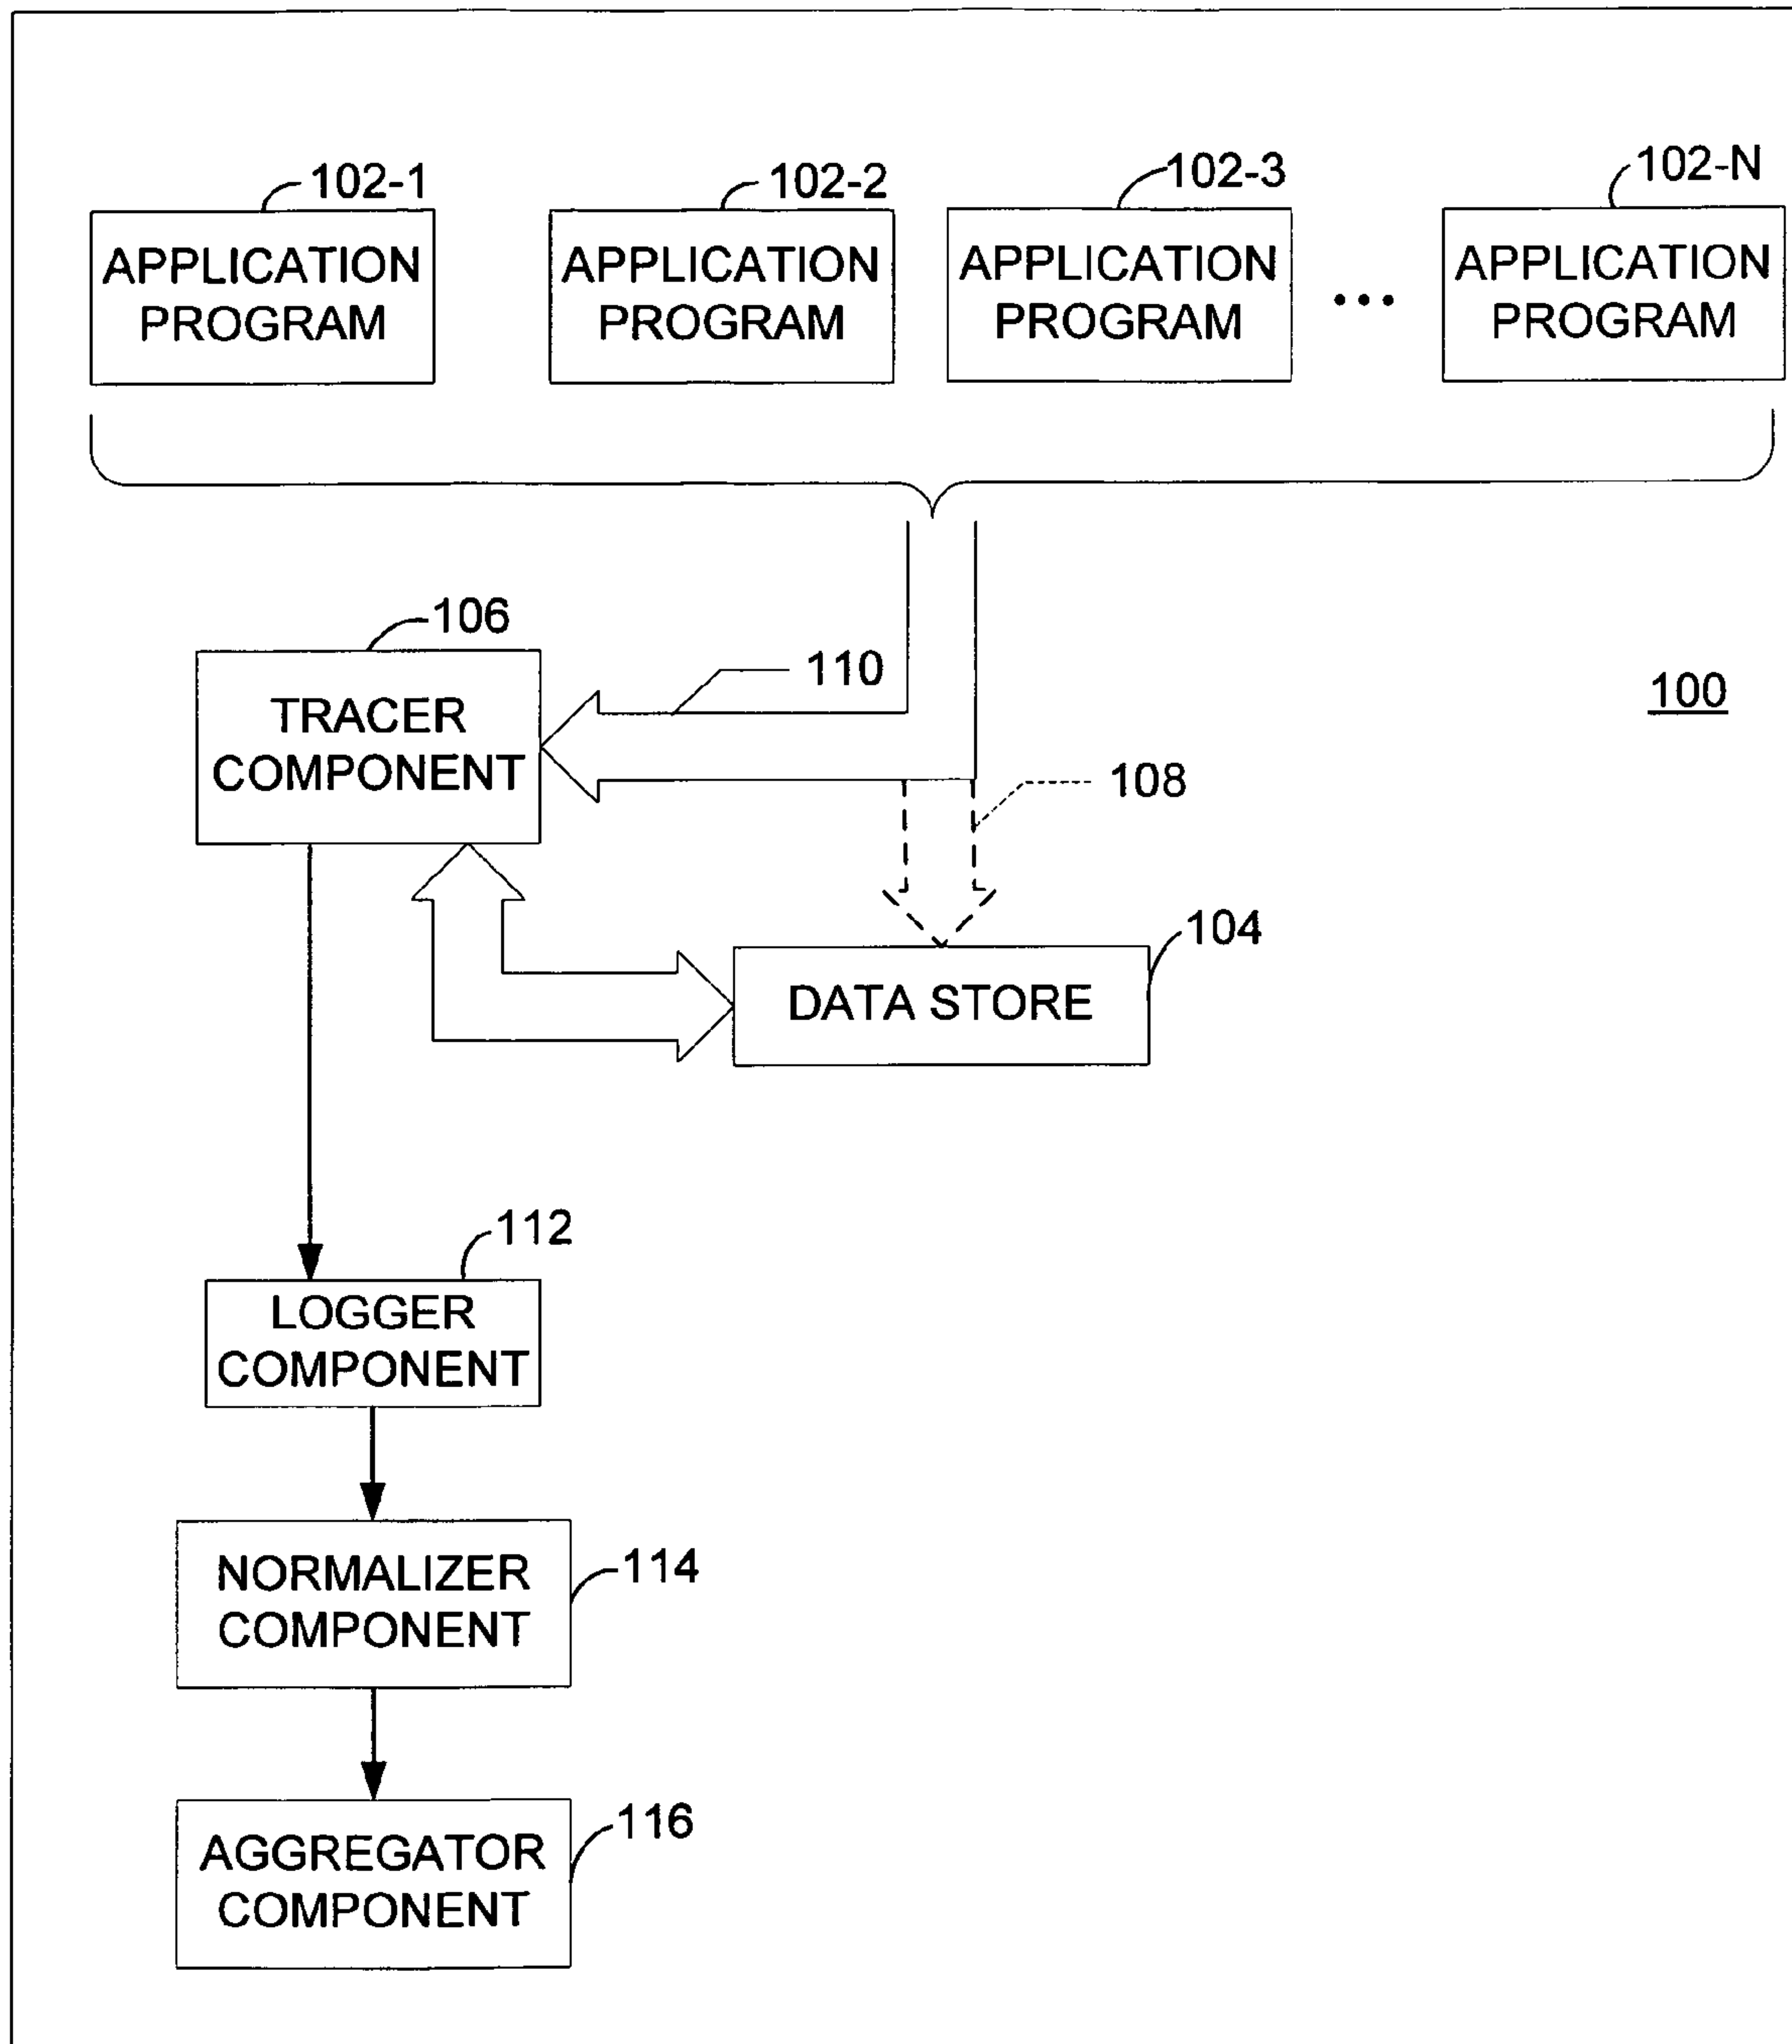 102-1
102-2
102-3
102-N
APPLICATION
PROGRAM
APPLICATION
PROGRAM
APPLICATION
PROGRAM
...
APPLICATION
PROGRAM
106
TRACER
COMPONENT
110
100
108
104
DATA STORE
112
LOGGER
COMPONENT
NORMALIZER
COMPONENT
114
AGGREGATOR
COMPONENT
116